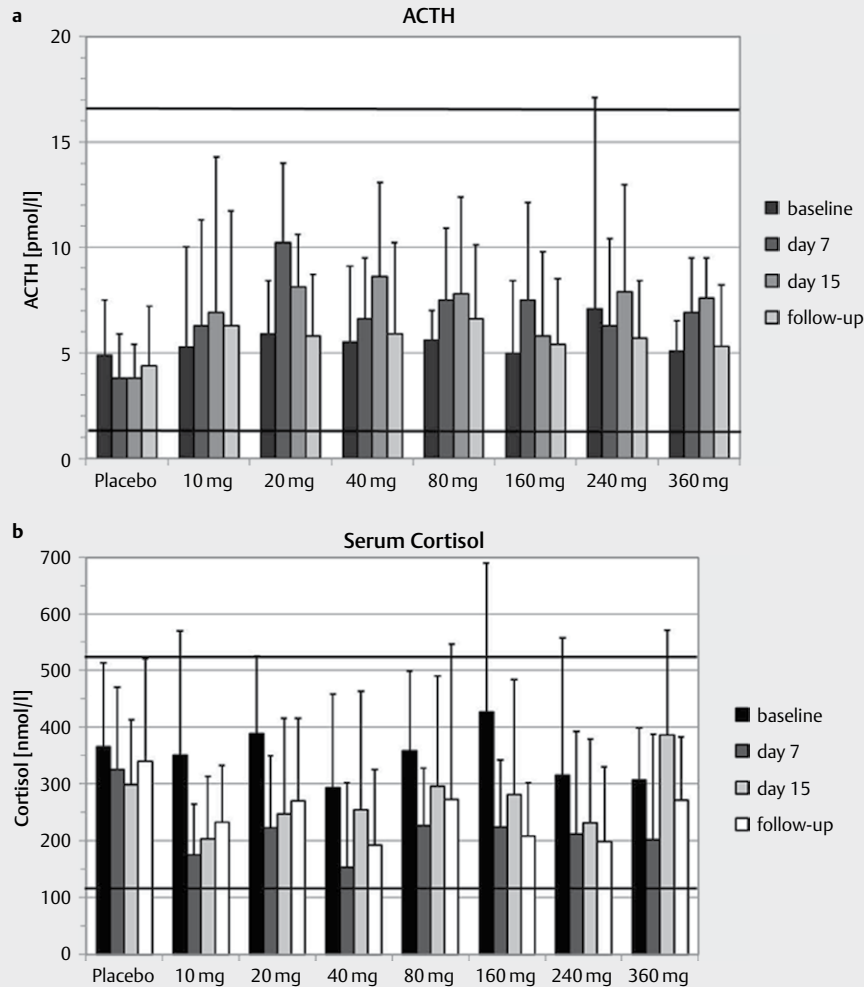 a
ACTH
20
15
10
5
0
ACTH [pmol/l]
Placebo 10 mg 20 mg 40 mg 80 mg 160 mg 240 mg 360 mg
baseline
day 7
day 15
follow-up
b
Serum Cortisol
700
600
500
400
300
200
100
0
Cortisol [nmol/l]
Placebo 10 mg 20 mg 40 mg 80 mg 160 mg 240 mg 360 mg
baseline
day 7
day 15
follow-up